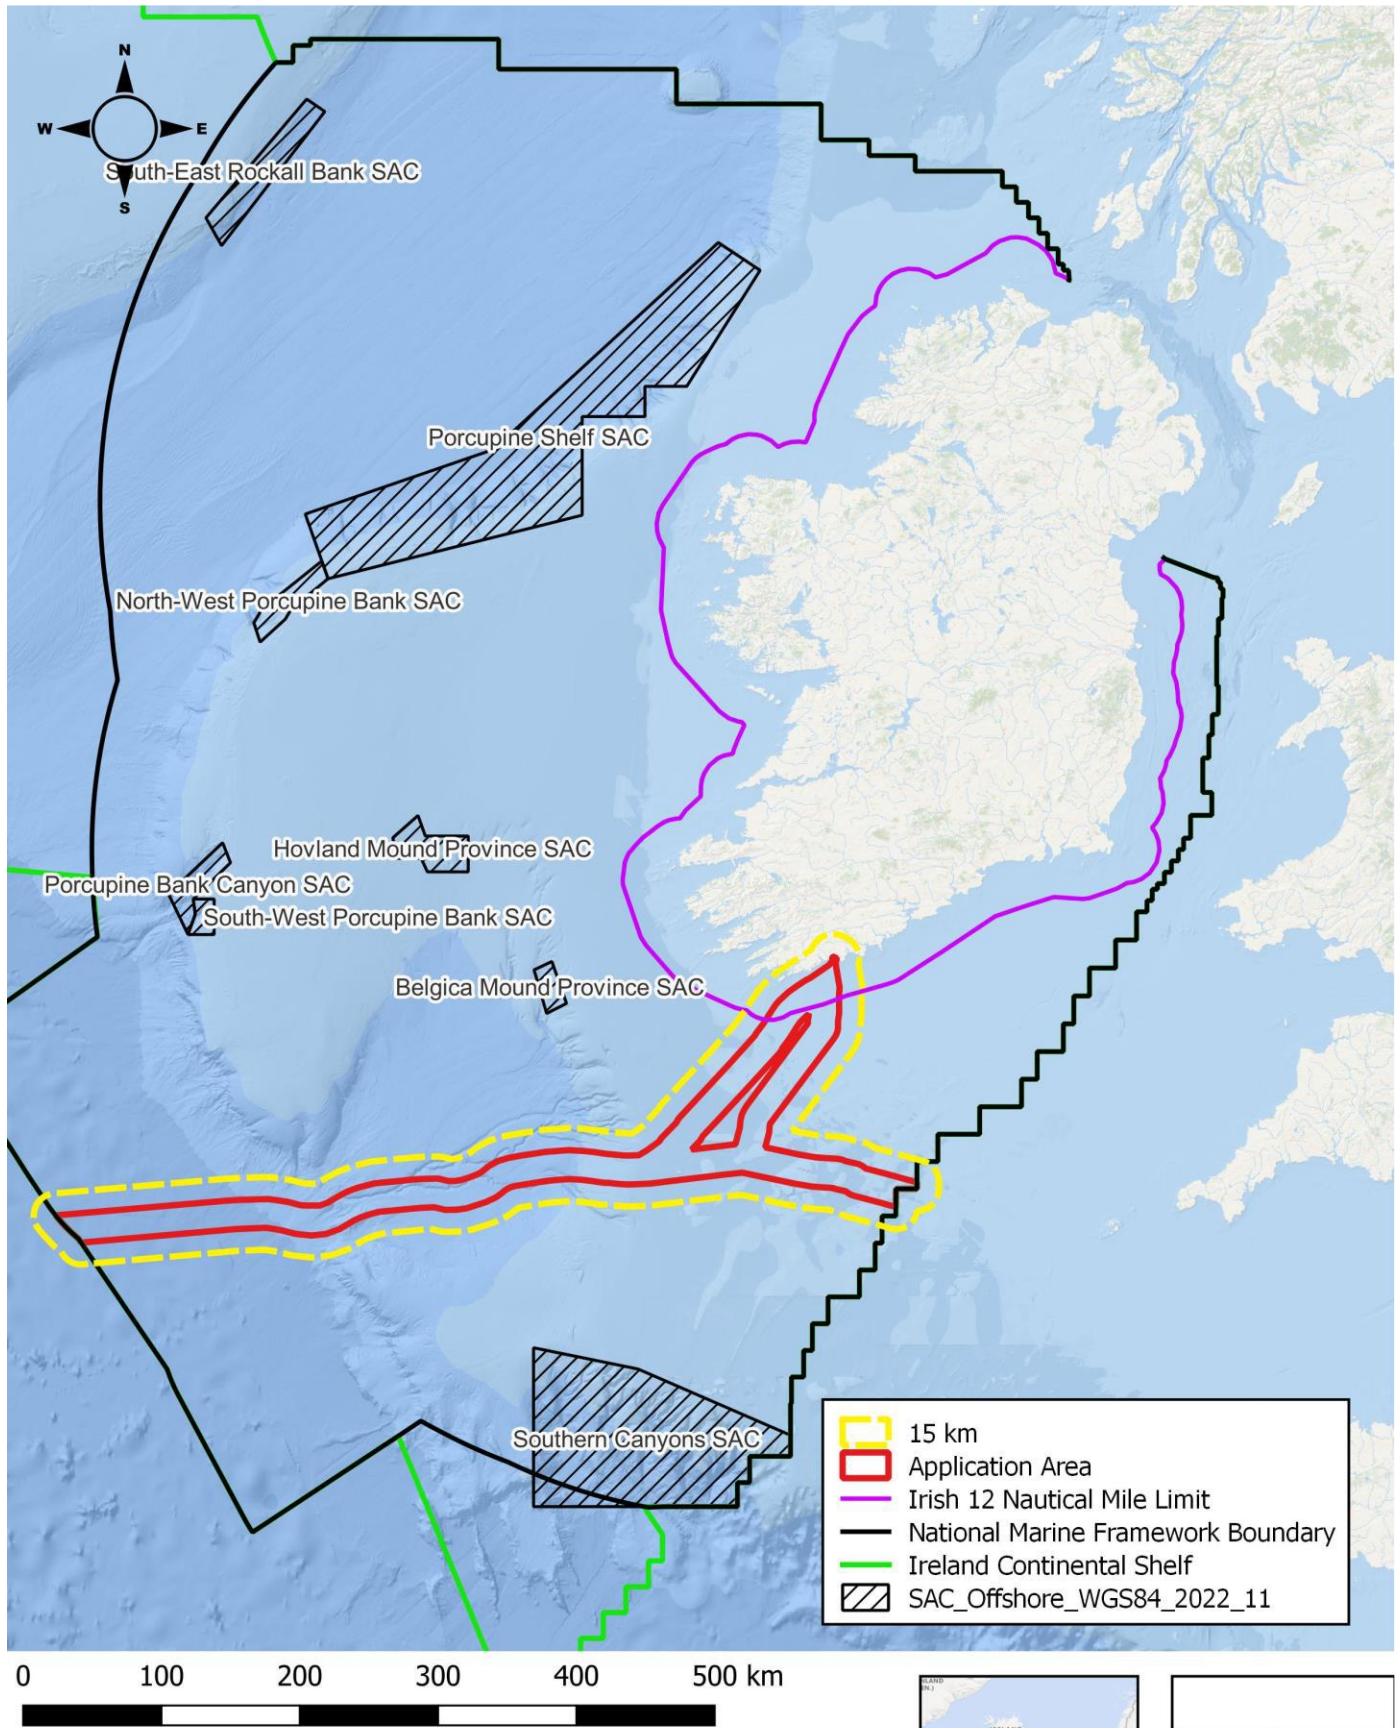 N
W
E
S
South-East Rockall Bank SAC
Porcupine Shelf SAC
North-West Porcupine Bank SAC
Hovland Mound Province SAC
Porcupine Bank Canyon SAC
South-West Porcupine Bank SAC
Belgica Mound Province SAC
Southern Canyons SAC
15 km
Application Area
Irish 12 Nautical Mile Limit
National Marine Framework Boundary
Ireland Continental Shelf
SAC_Offshore_WGS84_2022_11
0 100 200 300 400 500 km